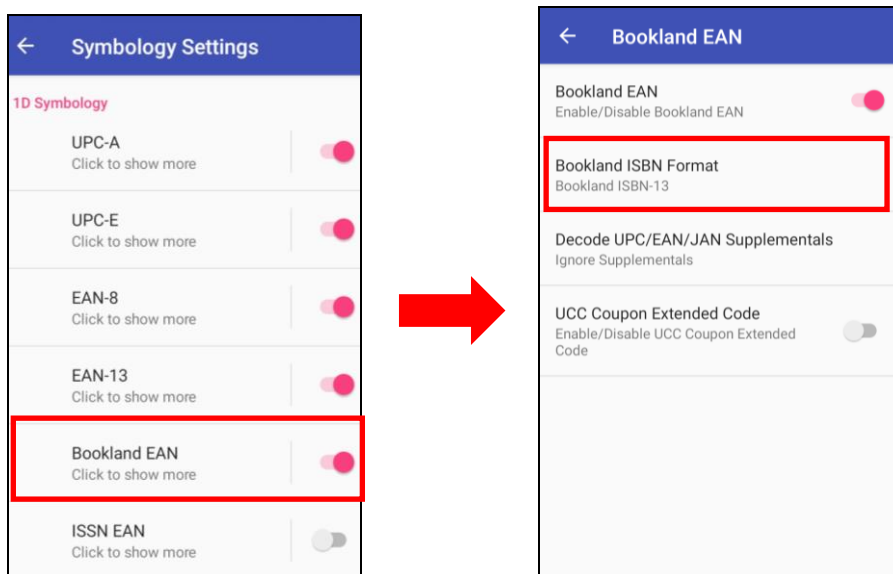 Symbology Settings
1D Symbology
UPC-A
Click to show more
UPC-E
Click to show more
EAN-8
Click to show more
EAN-13
Click to show more
Bookland EAN
Click to show more
ISSN EAN
Click to show more
Bookland EAN
Bookland EAN
Enable/Disable Bookland EAN
Bookland ISBN Format
Bookland ISBN-13
Decode UPC/EAN/JAN Supplementals
Ignore Supplementals
UCC Coupon Extended Code
Enable/Disable UCC Coupon Extended
Code